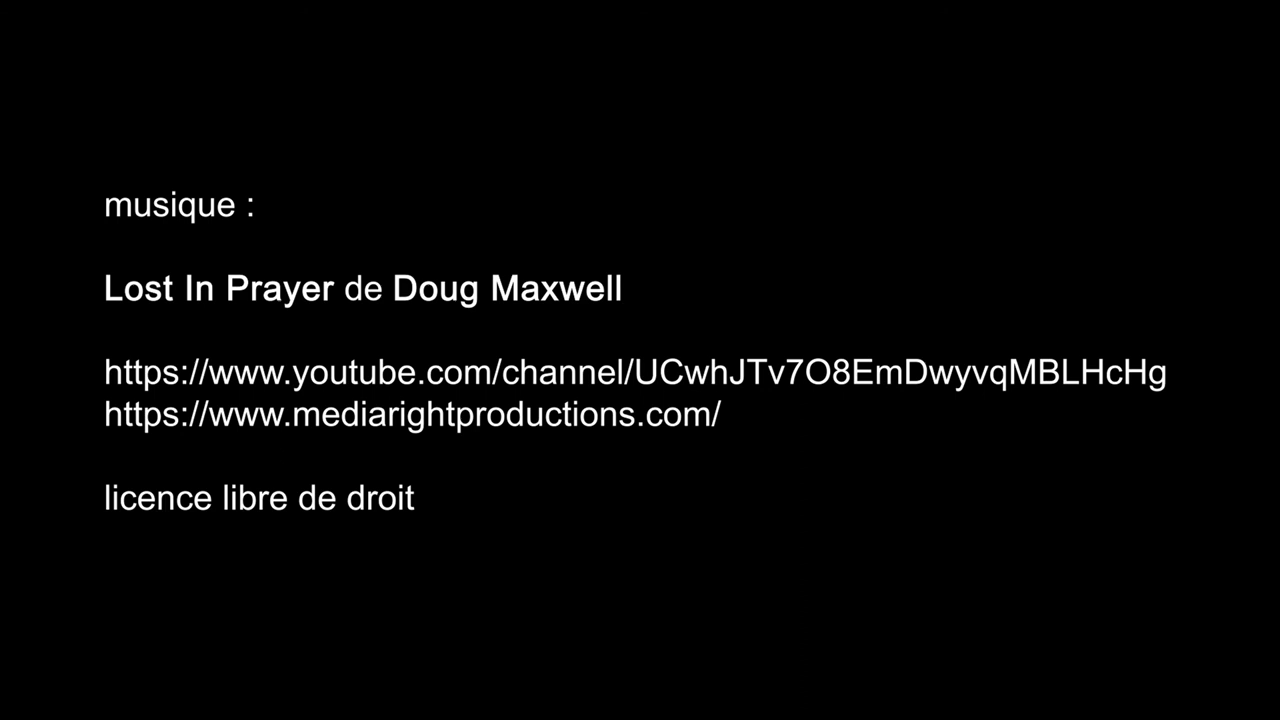 musique :
Lost In Prayer de Doug Maxwell
https://www.youtube.com/channel/UCwhJTv7O8EmDwyvqMBLHcHg
https://www.mediarightproductions.com/
licence libre de droit